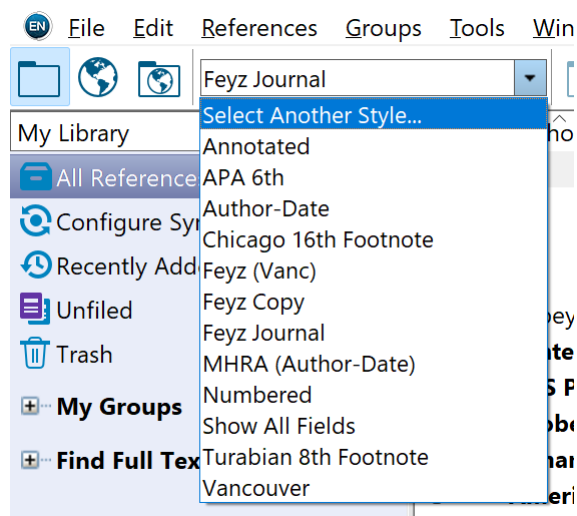 EN File Edit References Groups Tools Win
Feyz Journal
My Library
Select Another Style...
All Reference
Annotated
APA 6th
Configure Syn
Author-Date
Chicago 16th Footnote
Recently Add
Feyz (Vanc)
Feyz Copy
Unfiled
Feyz Journal
Trash
MHRA (Author-Date)
Numbered
My Groups
Show All Fields
Find Full Tex
Turabian 8th Footnote
Vancouver